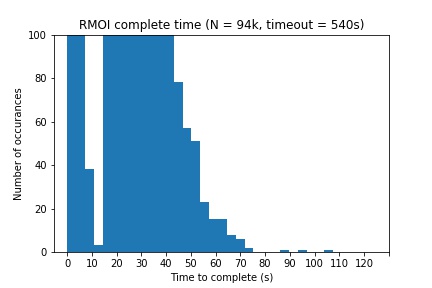 RMOI complete time (N = 94k, timeout = 540s)
Number of occurances
100
80
60
40
20
0
0 10 20 30 40 50 60 70 80 90 100 110 120
Time to complete (s)